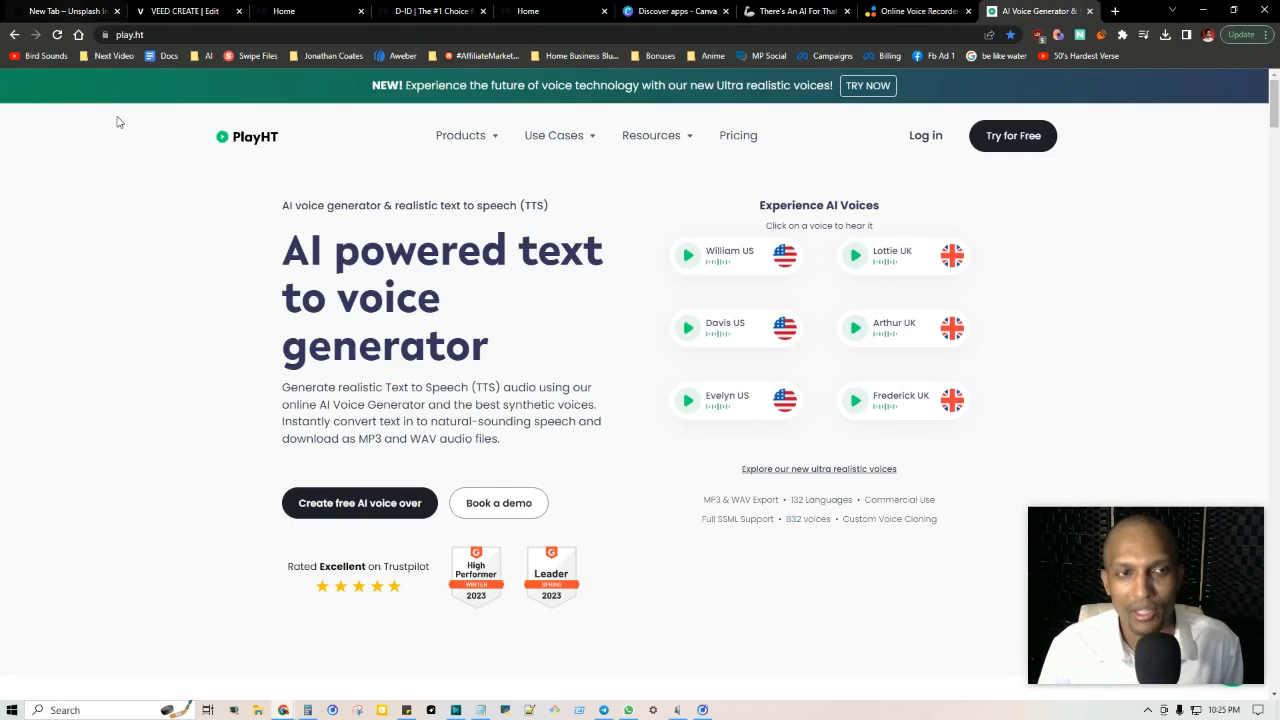 New Tab – Splashup In
VEED CREATE | Edit
Home
D-ID | The #1 Choice f
Home
Discover apps - Canva
There's An AI For That
Online Voice Recorder
AI Voice Generator &
play.ht
Update
Bird Sounds
Next Video
Docs
AI
Swipe Files
Jonathan Gotes
Aweber
#AffiliateMarket...
Home Business Blu...
Bonuses
Anime
MP Social
Campaigns
Billing
Fb Ad 1
be like water
50's Hardest Verse
NEW! Experience the future of voice technology with our new Ultra realistic voices! TRY NOW
PlayHT
Products
Use Cases
Resources
Pricing
Log in
Try for Free
AI voice generator & realistic text to speech (TTS)
AI powered text
to voice
generator
Generate realistic Text to Speech (TTS) audio using our
online AI Voice Generator and the best synthetic voices.
Instantly convert text in to natural-sounding speech and
download as MP3 and WAV audio files.
Create free AI voice over
Book a demo
Rated Excellent on Trustpilot
High
Performer
WINTER
2023
Leader
SPRING
2023
Experience AI Voices
Click on a voice to hear it
William US
Lottie UK
Davis US
Arthur UK
Evelyn US
Frederick UK
Explore our new ultra realistic voices
MP3 & WAV Export • 132 Languages • Commercial Use
Full SSML Support • 832 voices • Custom Voice Cloning
Search
10:25 PM